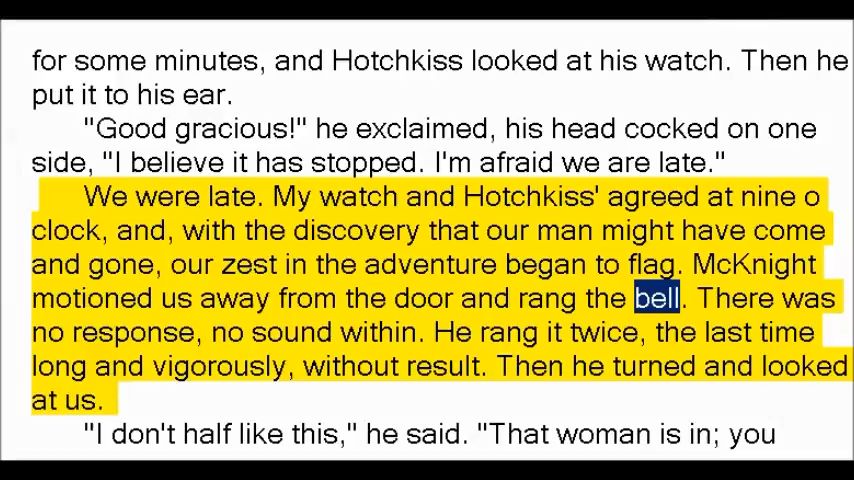 for some minutes, and Hotchkiss looked at his watch. Then he
put it to his ear.
"Good gracious!" he exclaimed, his head cocked on one
side, "I believe it has stopped. I'm afraid we are late."
We were late. My watch and Hotchkiss' agreed at nine o
clock, and, with the discovery that our man might have come
and gone, our zest in the adventure began to flag. McKnight
motioned us away from the door and rang the bell. There was
no response, no sound within. He rang it twice, the last time
long and vigorously, without result. Then he turned and looked
at us.
"I don't half like this," he said. "That woman is in; you